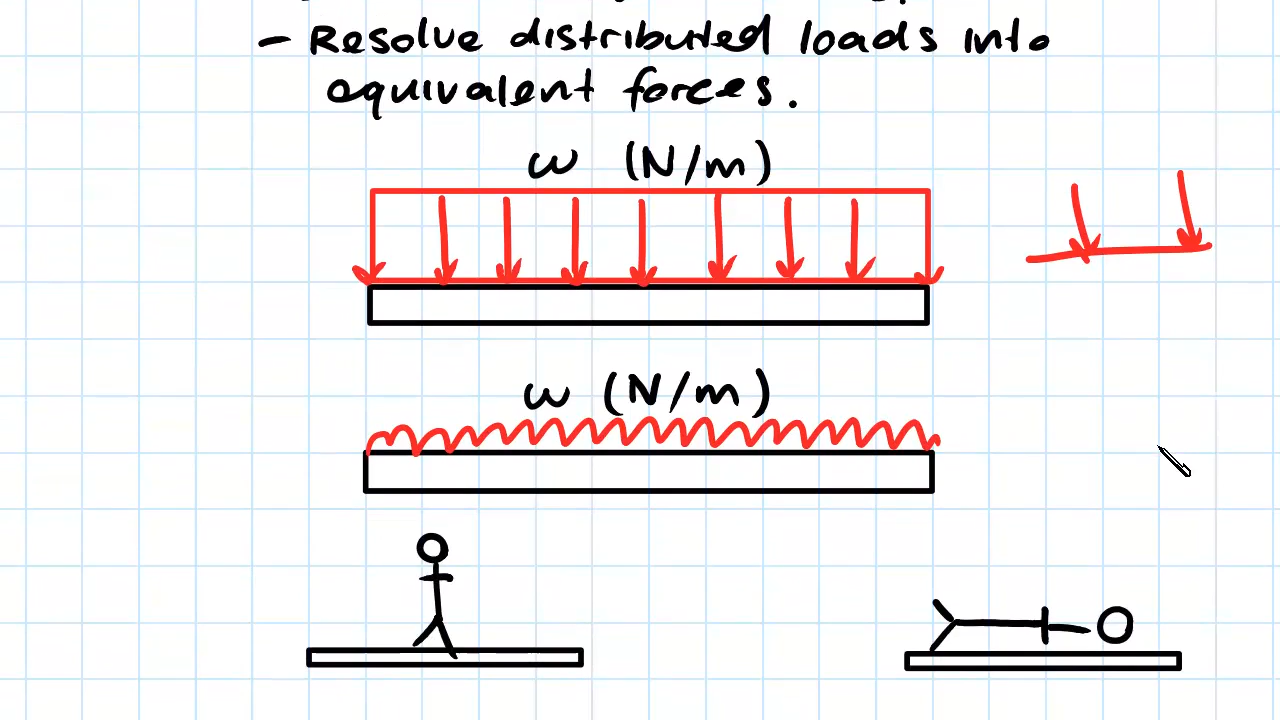 - Resolve distributed loads into
equivalent forces.
ω (N/m)
ω (N/m)